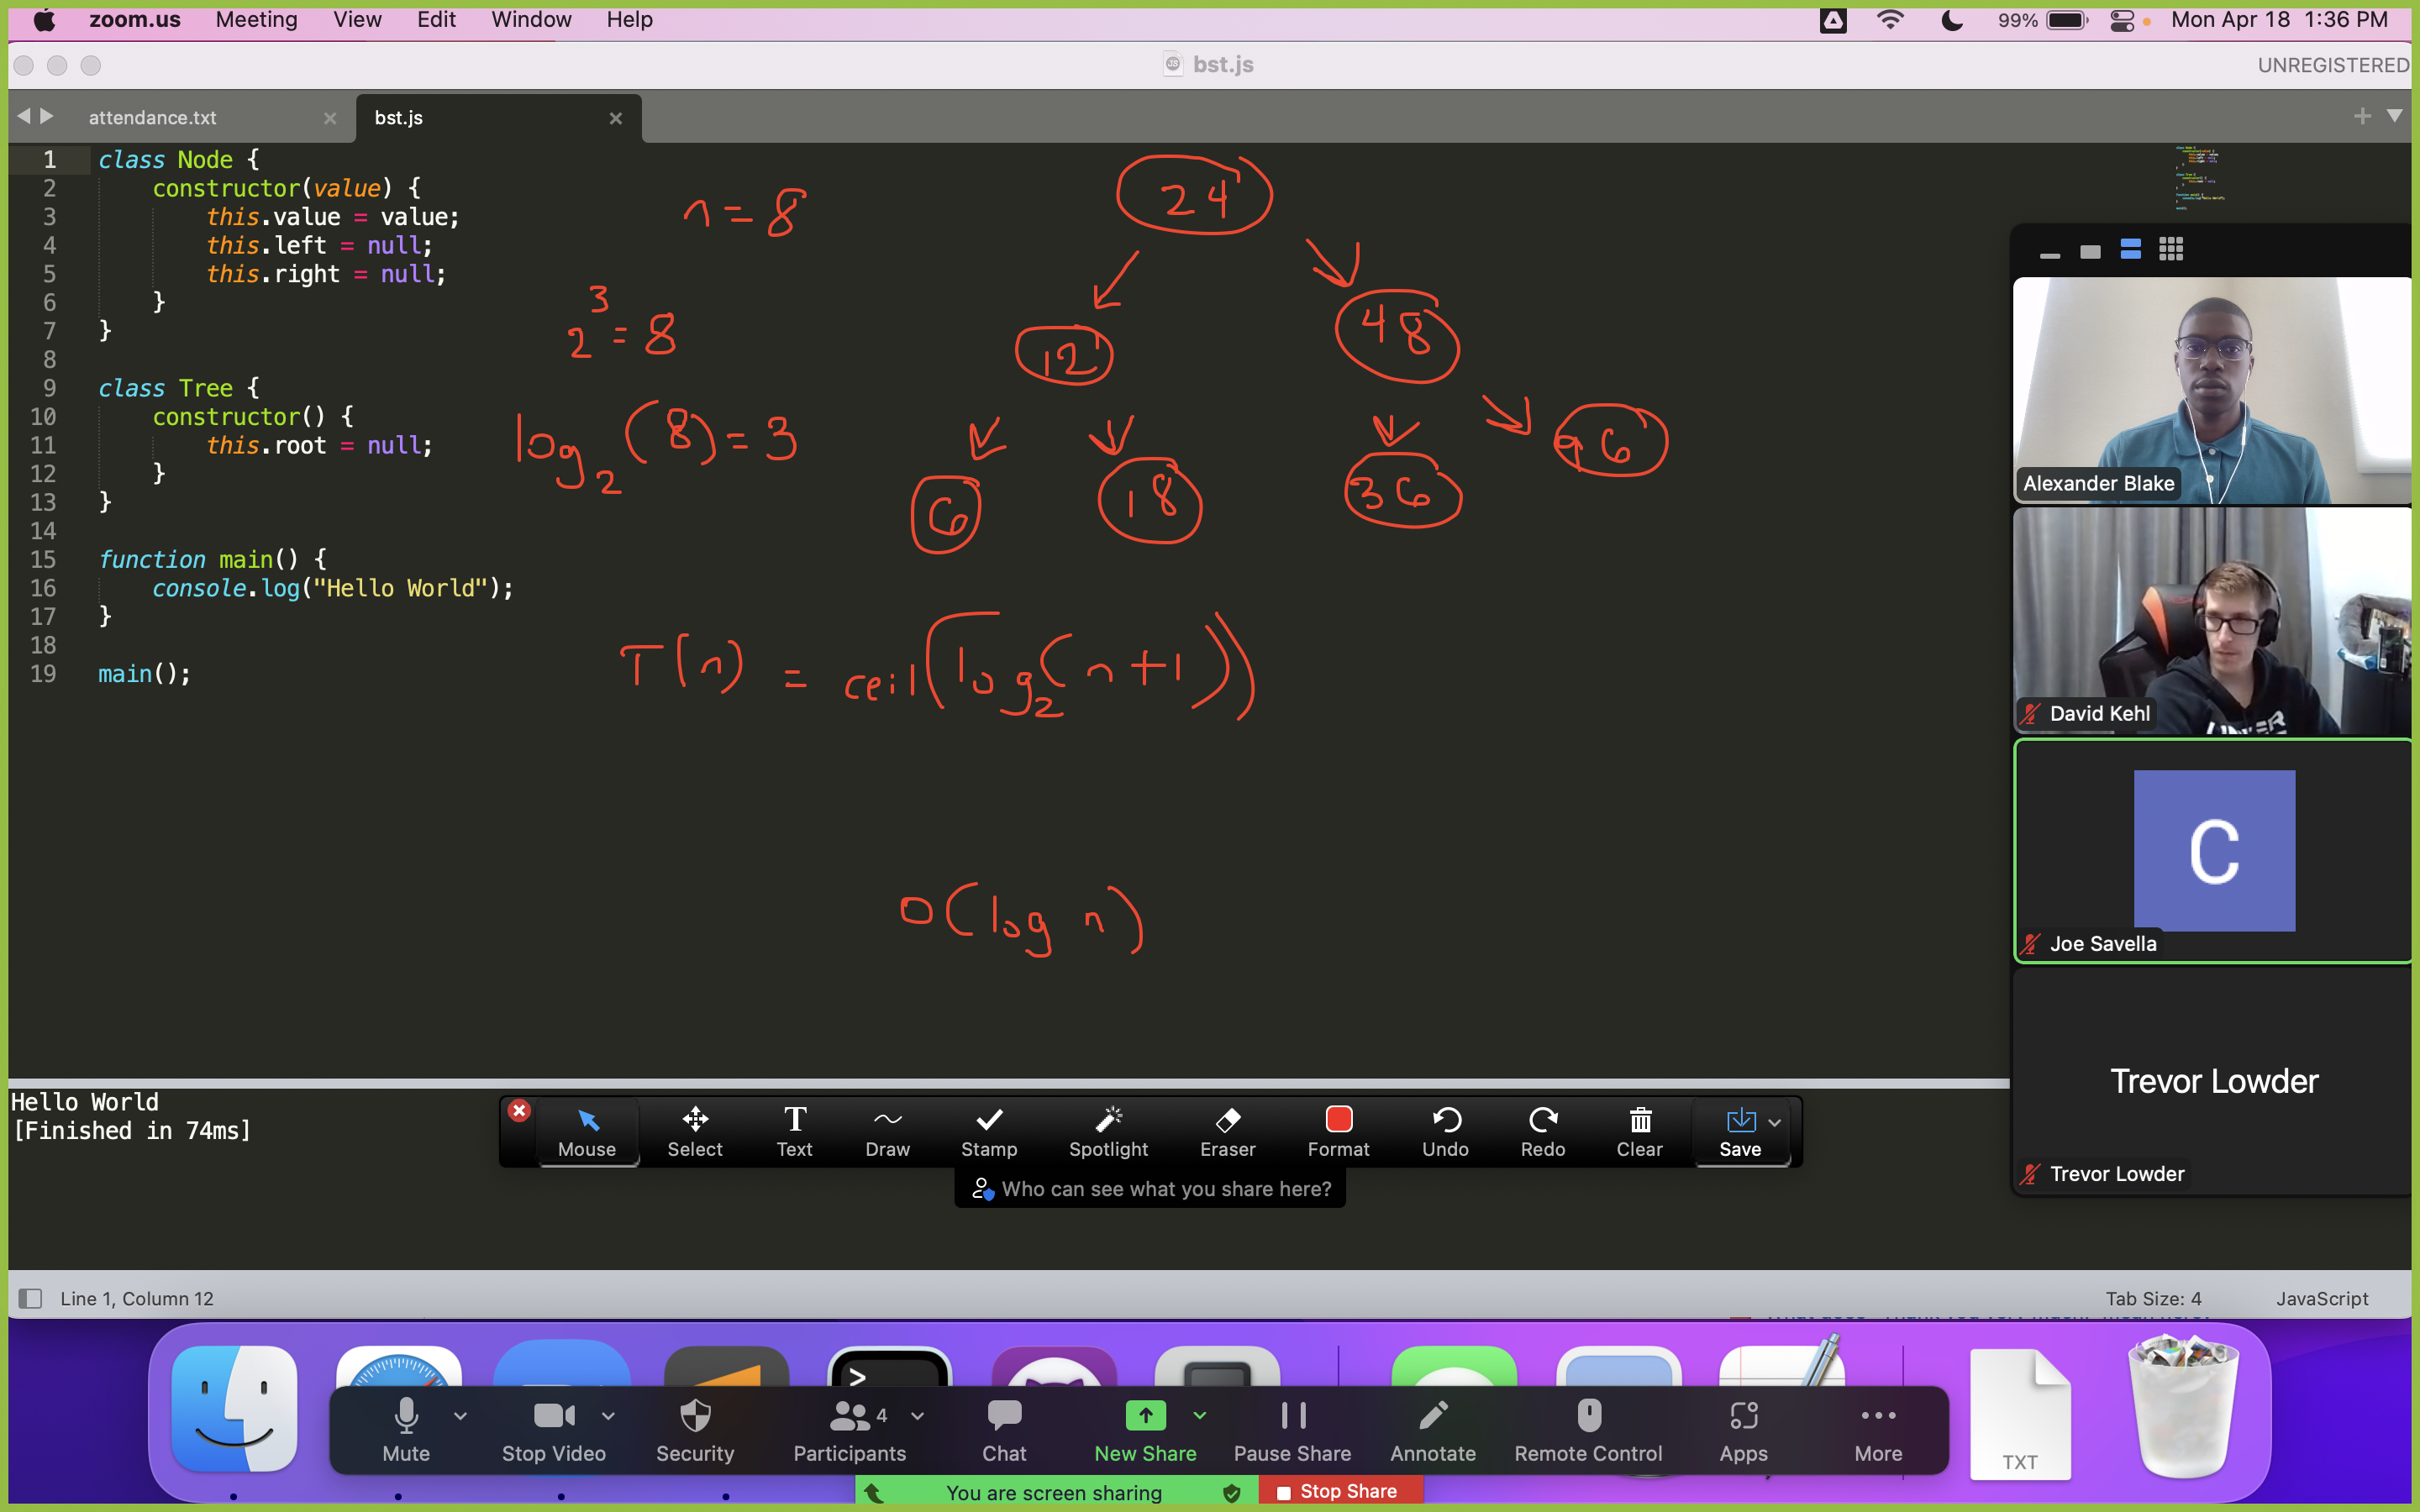 zoom.us Meeting View Edit Window Help 99% Mon Apr 18 1:36 PM
JS bst.js UNREGISTERED
attendance.txt bst.js
1 class Node {
2 constructor(value) {
3 this.value = value;
4 this.left = null;
5 this.right = null;
6 }
7 }
8
9 class Tree {
10 constructor() {
11 this.root = null;
12 }
13 }
14
15 function main() {
16 console.log("Hello World");
17 }
18
19 main();
n = 8
2^3 = 8
log_2(8) = 3
24
12 48
6 18 36 96
T(n) = ceil(log_2(n+1))
O(log n)
Alexander Blake
David Kehl
C
Joe Savella
Trevor Lowder
Trevor Lowder
Hello World
[Finished in 74ms]
Mouse Select Text Draw Stamp Spotlight Eraser Format Undo Redo Clear Save
Who can see what you share here?
Line 1, Column 12 Tab Size: 4 JavaScript
Mute Stop Video Security Participants 4 Chat New Share Pause Share Annotate Remote Control Apps More
TXT
You are screen sharing Stop Share